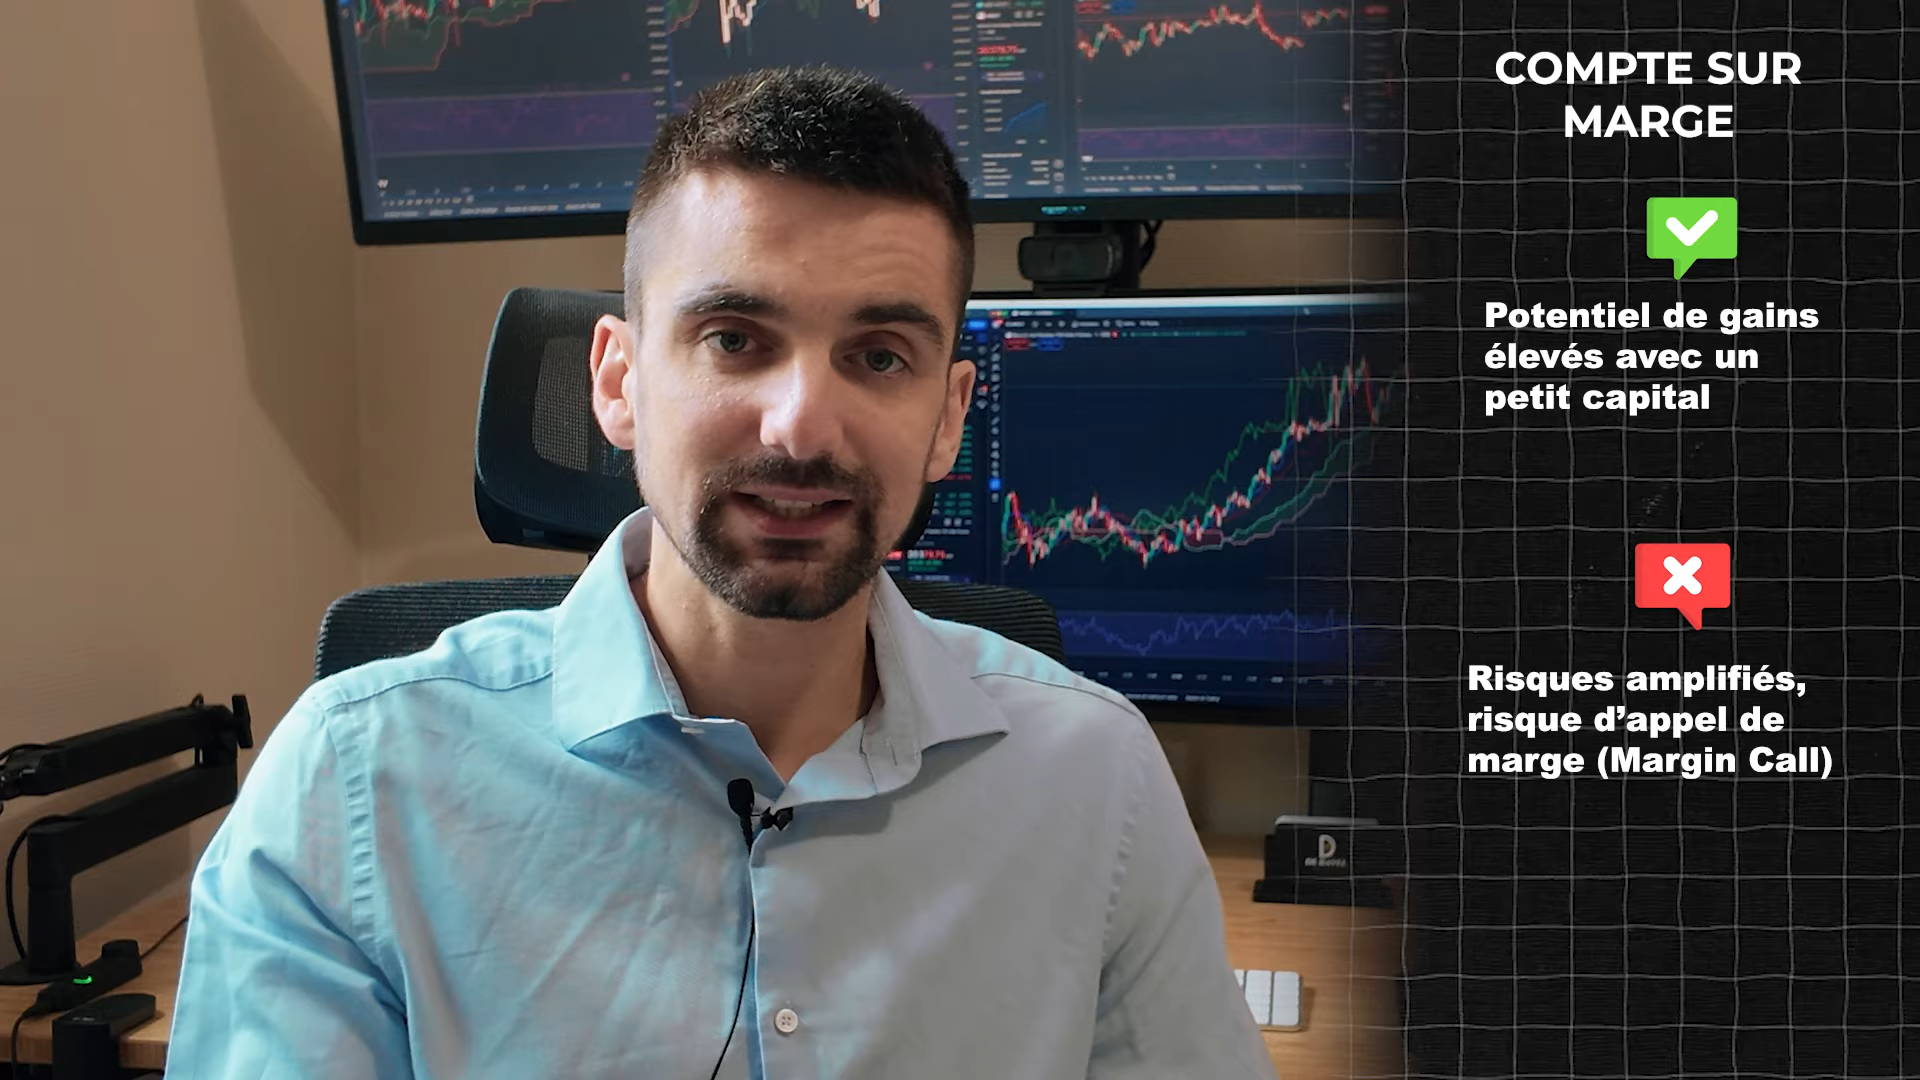 COMPTE SUR
MARGE
Potentiel de gains
élevés avec un
petit capital
Risques amplifiés,
risque d’appel de
marge (Margin Call)